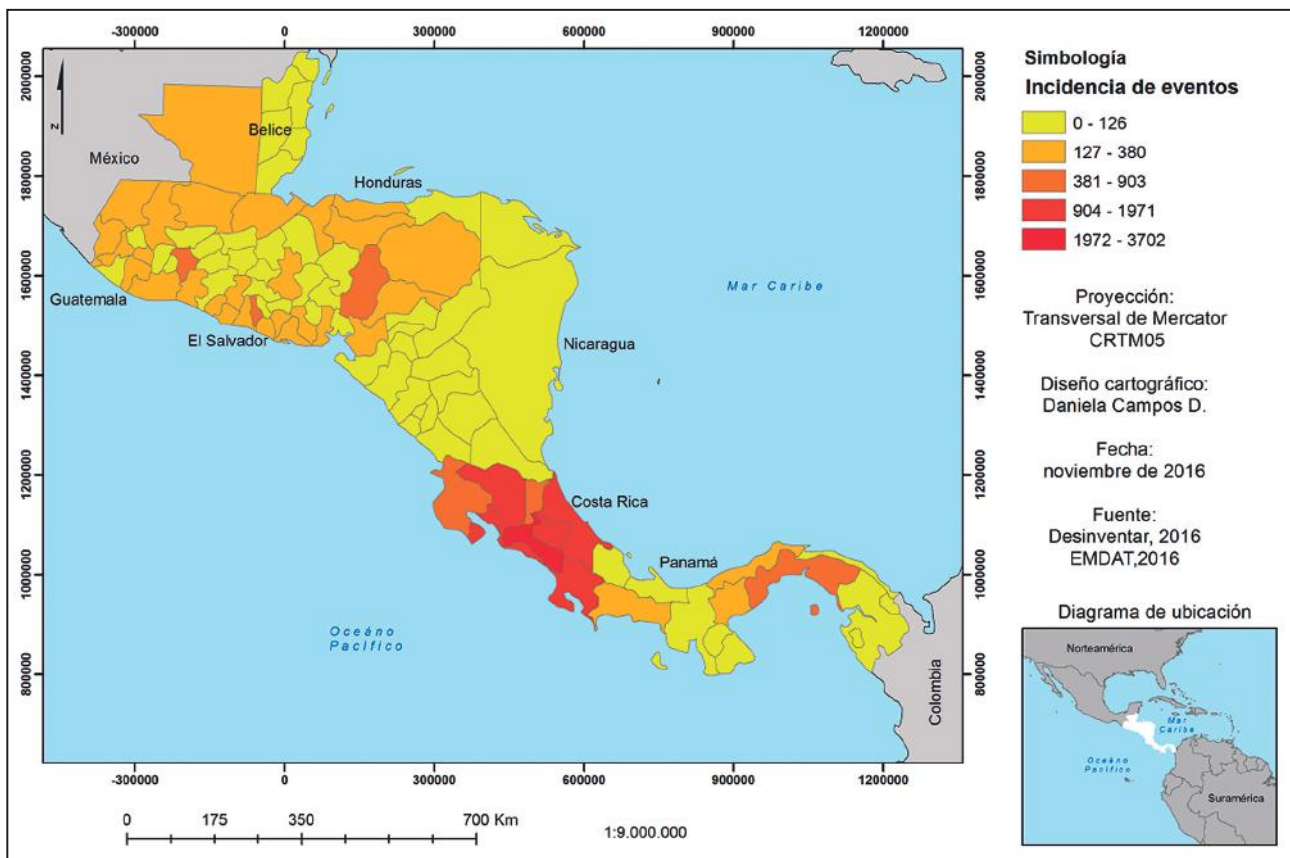 -300000
0
300000
600000
900000
1200000
2000000
1800000
1600000
1400000
1200000
1000000
800000
2000000
1800000
1600000
1400000
1200000
1000000
800000
N
México
Belice
Honduras
Guatemala
El Salvador
Nicaragua
Mar Caribe
Costa Rica
Panamá
Oceáno
Pacífico
Colombia
-300000
0
300000
600000
900000
1200000
0
175
350
700 Km
1:9.000.000
Simbología
Incidencia de eventos
0 - 126
127 - 380
381 - 903
904 - 1971
1972 - 3702
Proyección:
Transversal de Mercator
CRTM05
Diseño cartográfico:
Daniela Campos D.
Fecha:
noviembre de 2016
Fuente:
Desinventar, 2016
EMDAT,2016
Diagrama de ubicación
Norteamérica
Mar
Caribe
Oceáno
Pacífico
Suramérica